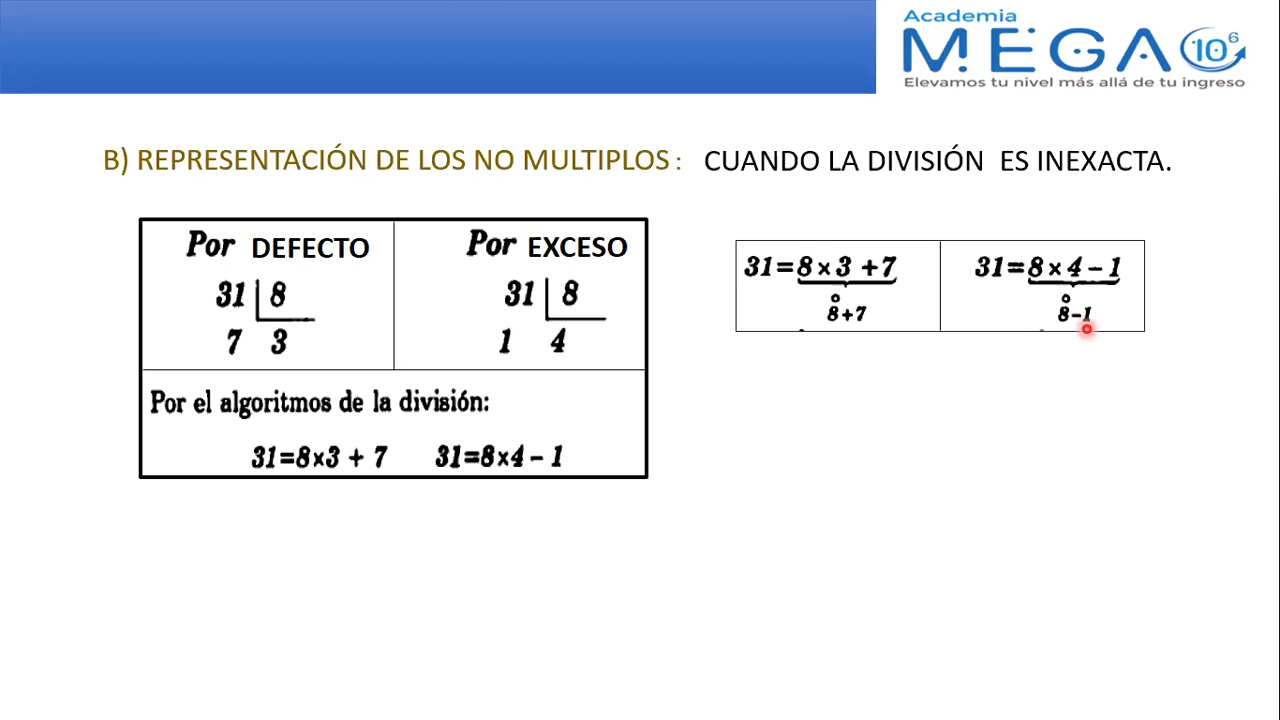 Academia
MEGA 10⁶
Elevamos tu nivel más allá de tu ingreso
B) REPRESENTACIÓN DE LOS NO MULTIPLOS : CUANDO LA DIVISIÓN ES INEXACTA.
Por DEFECTO
31 8
7 3
Por EXCESO
31 8
1 4
Por el algoritmos de la división:
31=8×3 + 7 31=8×4 – 1
31=8×3 +7
8̊+7
31=8×4 –1
8̊–1